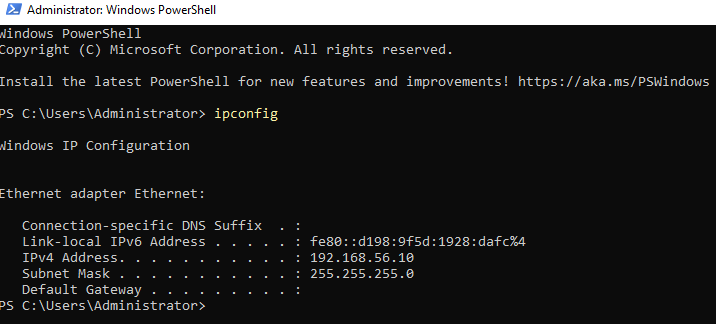 Administrator: Windows PowerShell
Windows PowerShell
Copyright (C) Microsoft Corporation. All rights reserved.
Install the latest PowerShell for new features and improvements! https://aka.ms/PSWindows
PS C:\Users\Administrator> ipconfig
Windows IP Configuration
Ethernet adapter Ethernet:
   Connection-specific DNS Suffix  . :
   Link-local IPv6 Address . . . . . : fe80::d198:9f5d:1928:dafc%4
   IPv4 Address. . . . . . . . . . . : 192.168.56.10
   Subnet Mask . . . . . . . . . . . : 255.255.255.0
   Default Gateway . . . . . . . . . :
PS C:\Users\Administrator>